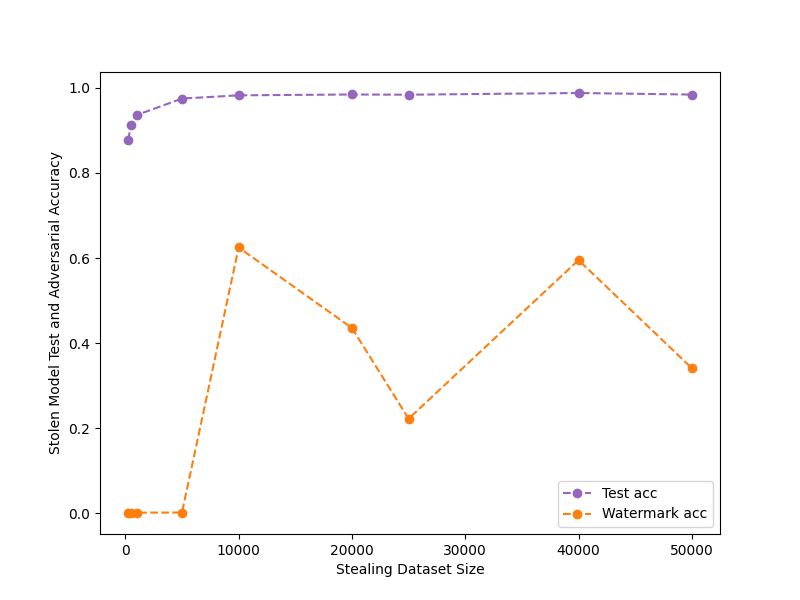 1.0
0.8
0.6
0.4
0.2
0.0
Stolen Model Test and Adversarial Accuracy
Test acc
Watermark acc
0 10000 20000 30000 40000 50000
Stealing Dataset Size